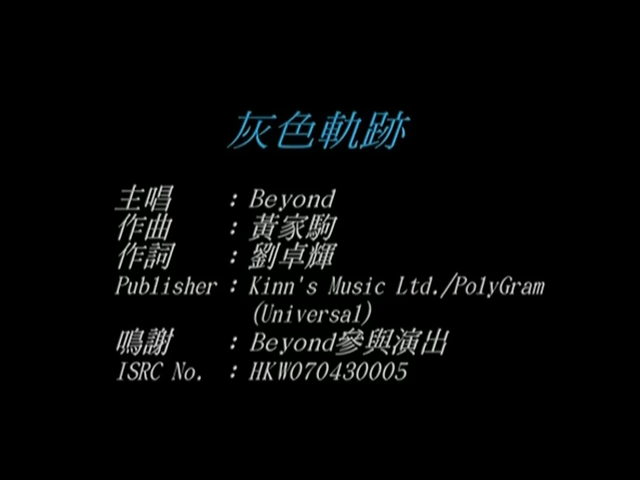 灰色軌跡
主唱 : Beyond
作曲 : 黃家駒
作詞 : 劉卓輝
Publisher : Kinn's Music Ltd./PolyGram
(Universal)
鳴謝 : Beyond參與演出
ISRC No. : HKW070430005